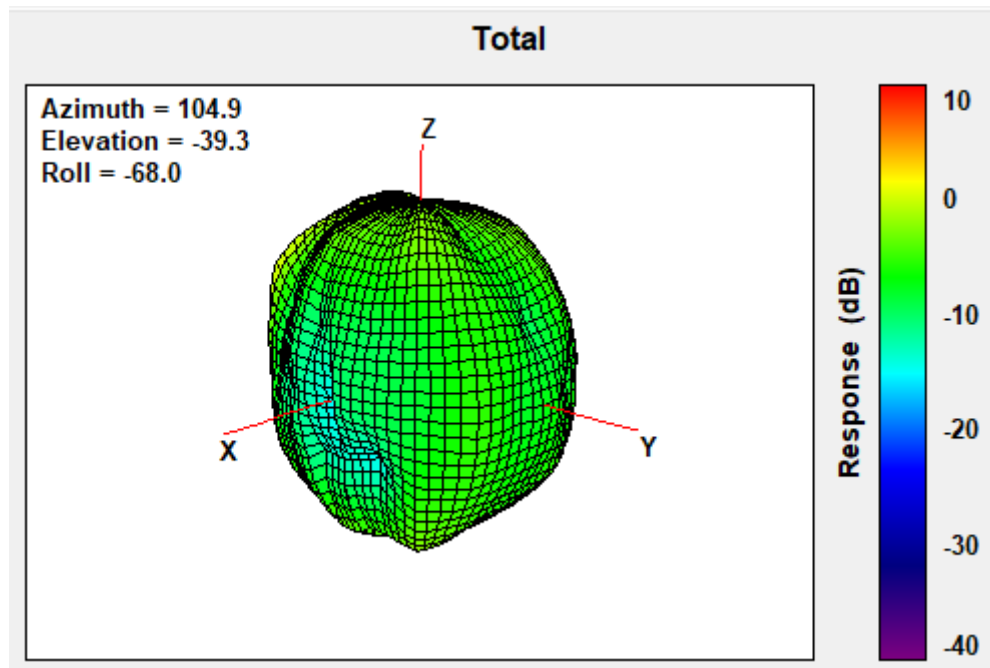 Total
Azimuth = 104.9
Elevation = -39.3
Roll = -68.0
Z
X
Y
10
0
-10
-20
-30
-40
Response (dB)